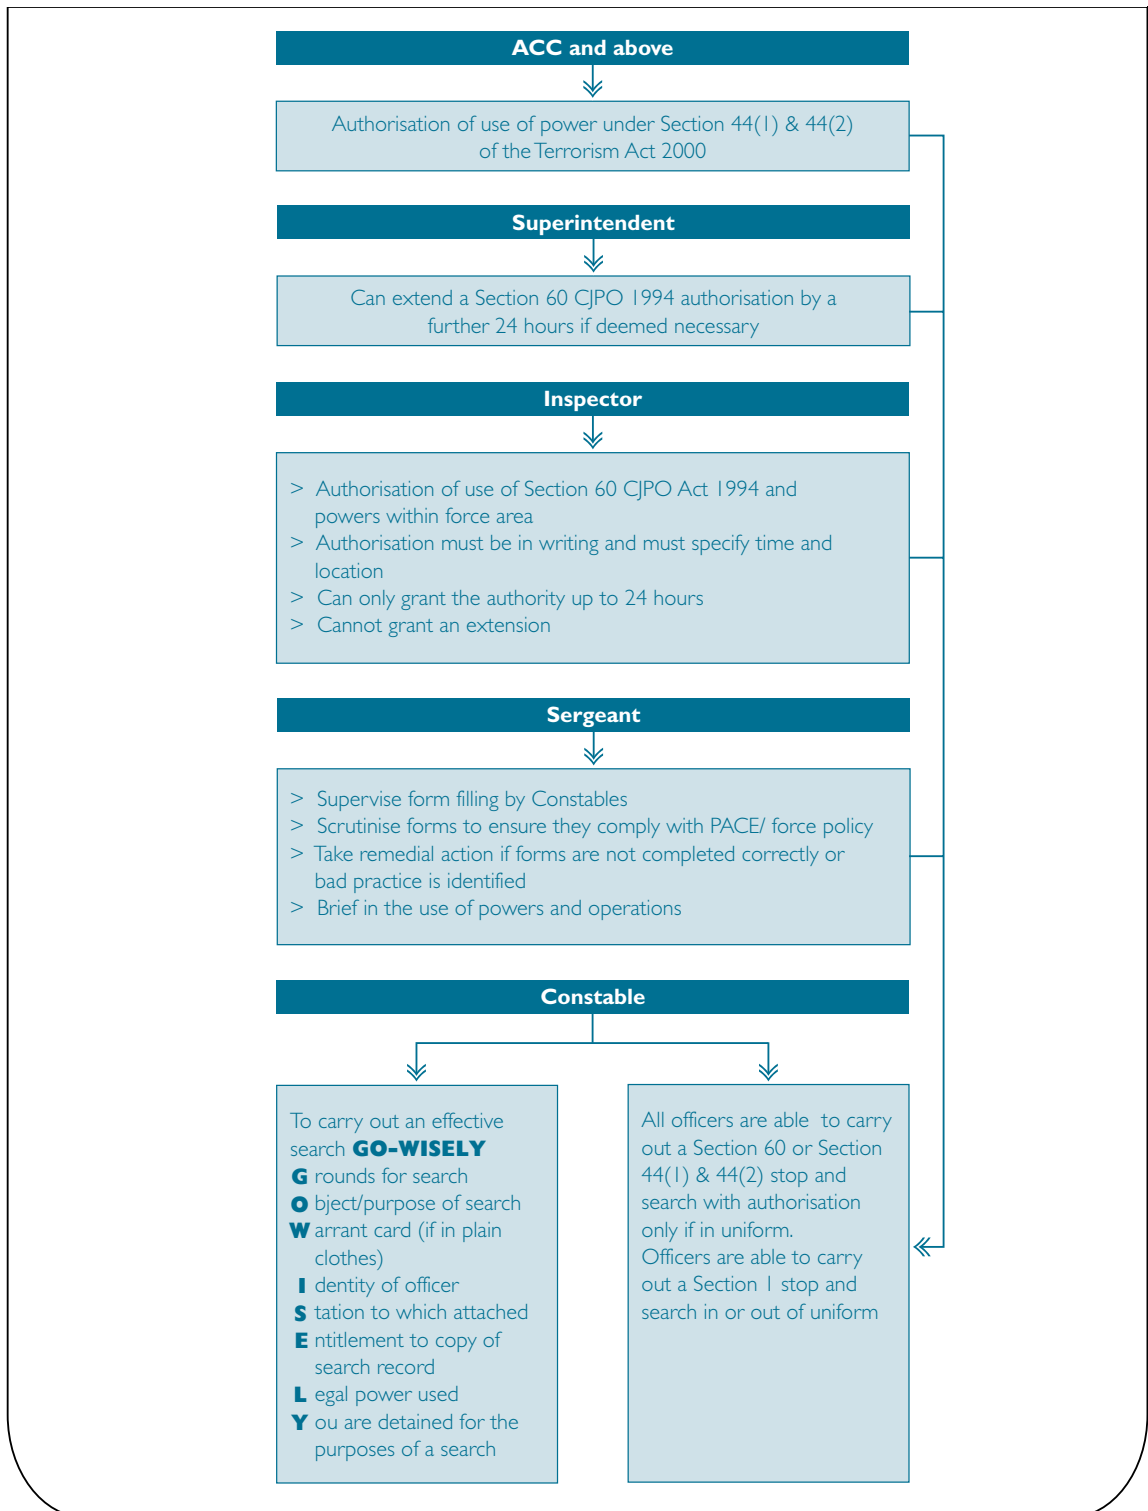 ACC and above
Authorisation of use of power under Section 44(1) & 44(2)
of the Terrorism Act 2000
Superintendent
Can extend a Section 60 CJPO 1994 authorisation by a
further 24 hours if deemed necessary
Inspector
> Authorisation of use of Section 60 CJPO Act 1994 and
powers within force area
> Authorisation must be in writing and must specify time and
location
> Can only grant the authority up to 24 hours
> Cannot grant an extension
Sergeant
> Supervise form filling by Constables
> Scrutinise forms to ensure they comply with PACE/ force policy
> Take remedial action if forms are not completed correctly or
bad practice is identified
> Brief in the use of powers and operations
Constable
To carry out an effective
search GO-WISELY
G rounds for search
O bject/purpose of search
W arrant card (if in plain
clothes)
I dentity of officer
S tation to which attached
E ntitlement to copy of
search record
L egal power used
Y ou are detained for the
purposes of a search
All officers are able to carry
out a Section 60 or Section
44(1) & 44(2) stop and
search with authorisation
only if in uniform.
Officers are able to carry
out a Section 1 stop and
search in or out of uniform